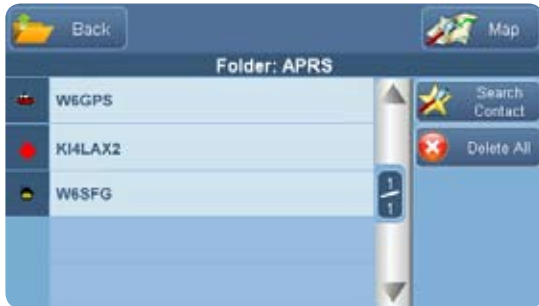 Back
Map
Folder: APRS
W6GPS
Search
Contact
KI4LAX2
Delete All
W6SFG
1
1